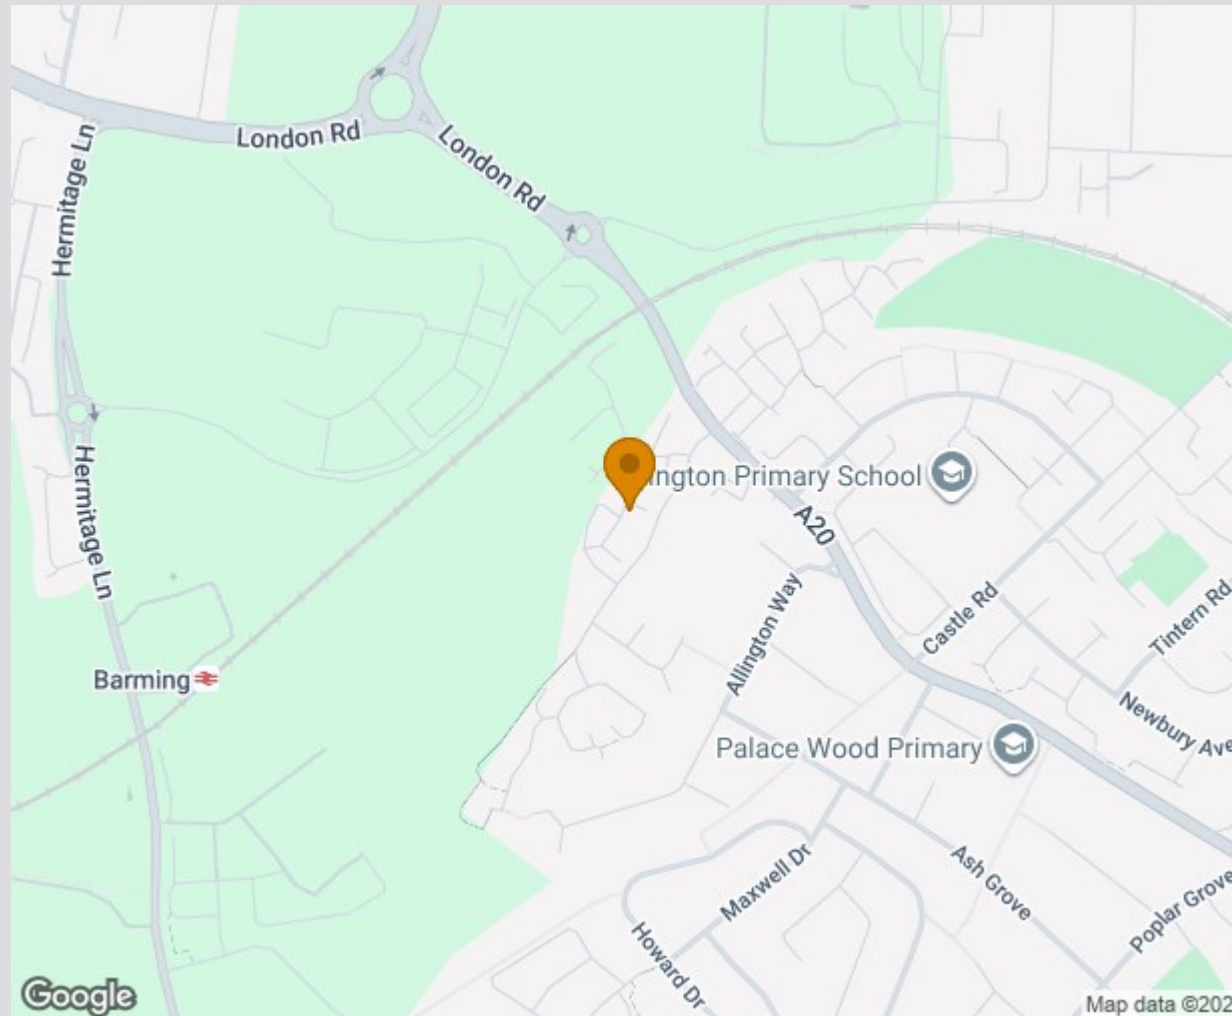 London Rd
London Rd
Hermitage Ln
Hermitage Ln
ington Primary School
A20
Allington Way
Castle Rd
Tintern Rd
Newbury Ave
Barming
Palace Wood Primary
Maxwell Dr
Ash Grove
Poplar Grove
Howard Dr
Google
Map data ©202